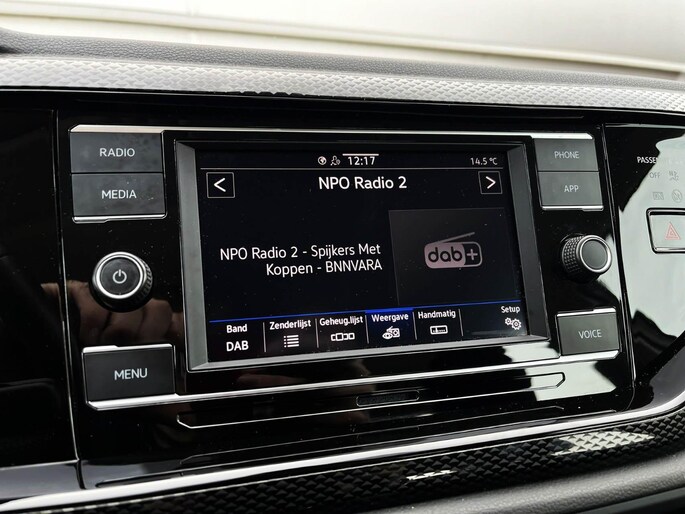 RADIO
MEDIA
MENU
12:17
14.5 °C
<
NPO Radio 2
>
NPO Radio 2 - Spijkers Met
Koppen - BNNVARA
dab+
Band
DAB
Zenderlijst
Geheug.lijst
Weergave
Handmatig
Setup
PHONE
APP
VOICE
OFF